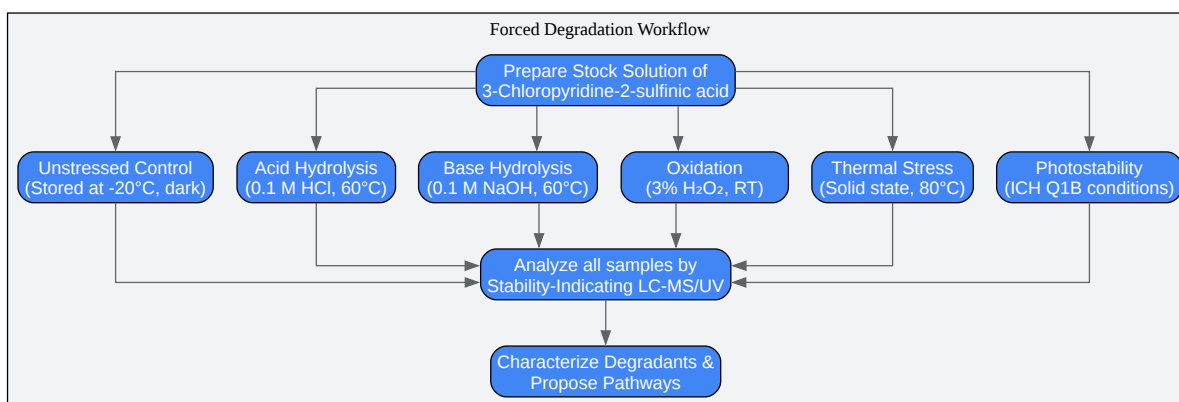 Forced Degradation Workflow
Prepare Stock Solution of
3-Chloropyridine-2-sulfinic acid
Unstressed Control
(Stored at -20°C, dark)
Acid Hydrolysis
(0.1 M HCl, 60°C)
Base Hydrolysis
(0.1 M NaOH, 60°C)
Oxidation
(3% H₂O₂, RT)
Thermal Stress
(Solid state, 80°C)
Photostability
(ICH Q1B conditions)
Analyze all samples by
Stability-Indicating LC-MS/UV
Characterize Degradants &
Propose Pathways